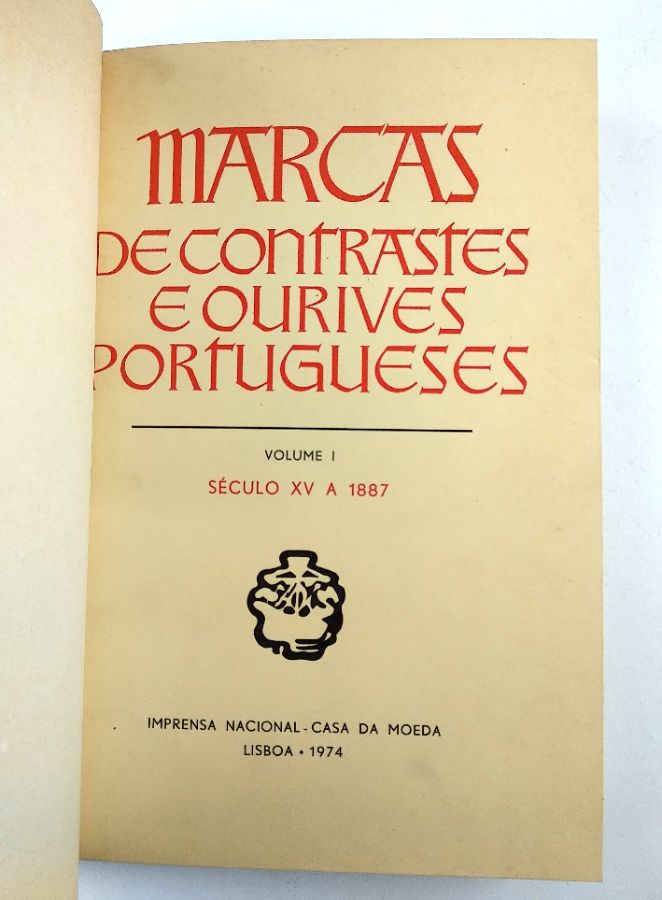 MARCAS
DE CONTRASTES
E OURIVES
PORTUGUESES
VOLUME I
SÉCULO XV A 1887
IMPRENSA NACIONAL - CASA DA MOEDA
LISBOA • 1974